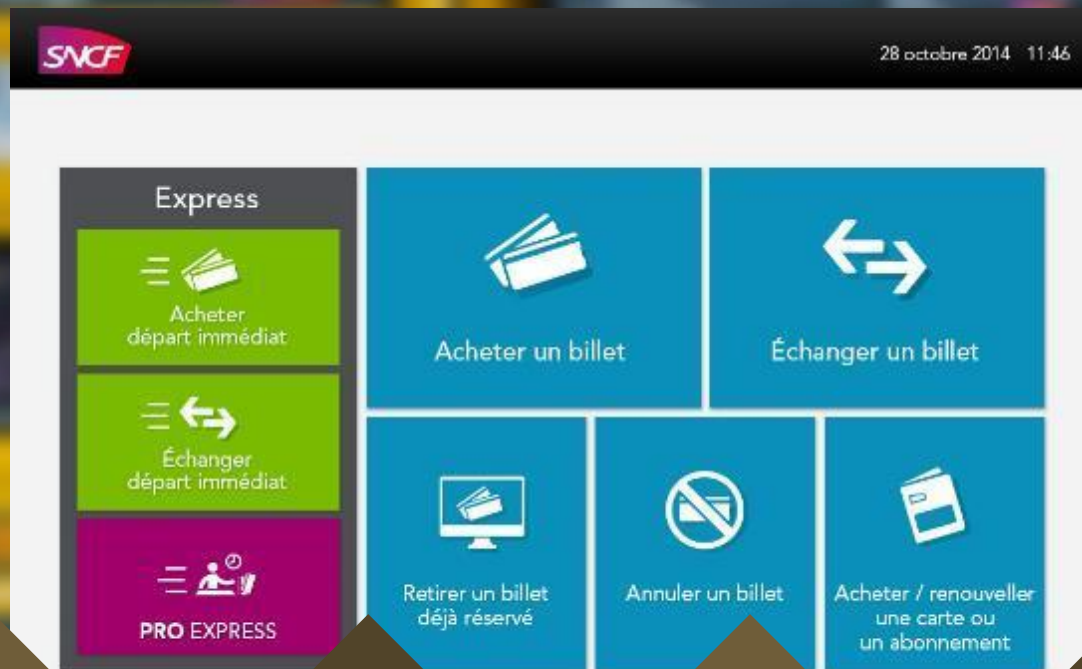 SNCF
28 octobre 2014 11:46
Express
Acheter
départ immédiat
Échanger
départ immédiat
PRO EXPRESS
Acheter un billet
Échanger un billet
Retirer un billet
déjà réservé
Annuler un billet
Acheter / renouveller
une carte ou
un abonnement